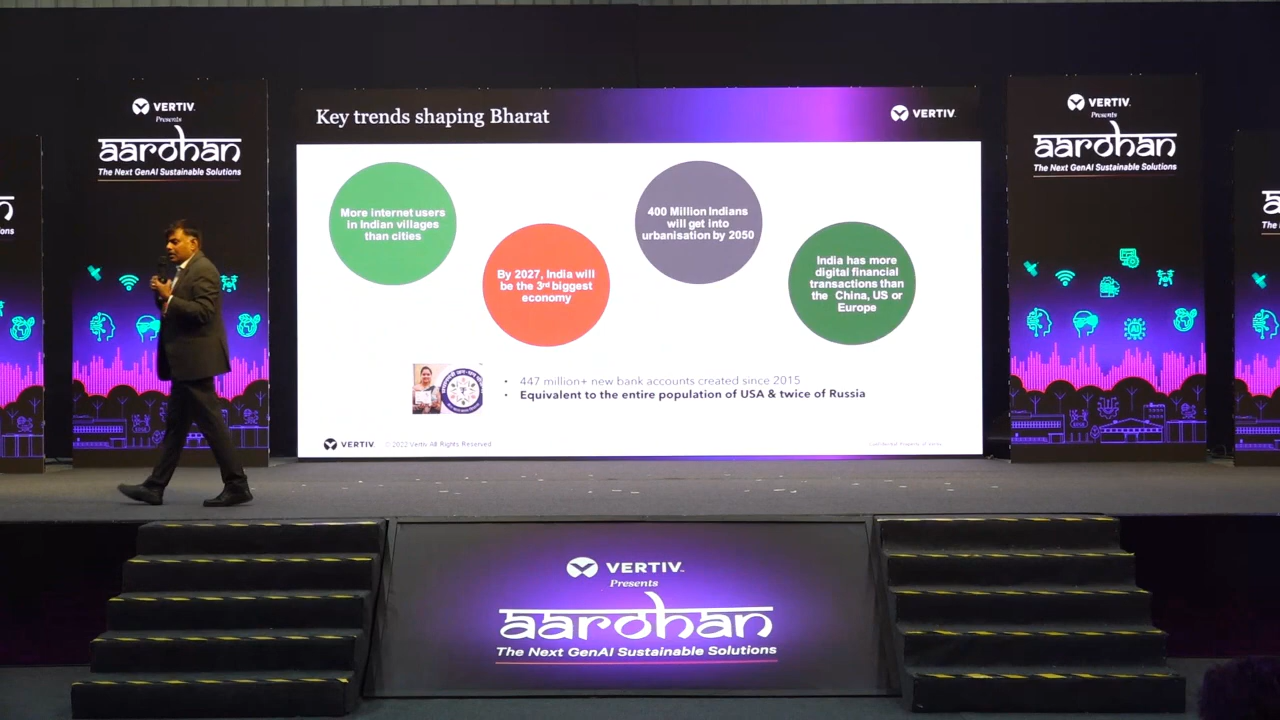 VERTIV.
Presents
aarohan
The Next GenAI Sustainable Solutions
Key trends shaping Bharat
VERTIV.
More internet users
in Indian villages
than cities
By 2027, India will
be the 3rd biggest
economy
400 Million Indians
will get into
urbanisation by 2050
India has more
digital financial
transactions than
the China, US or
Europe
• 447 million+ new bank accounts created since 2015
• Equivalent to the entire population of USA & twice of Russia
VERTIV.
© 2022 Vertiv All Rights Reserved
Confidential Property of Vertiv
VERTIV.
Presents
aarohan
The Next GenAI Sustainable Solutions
VERTIV.
Presents
aarohan
The Next GenAI Sustainable Solutions